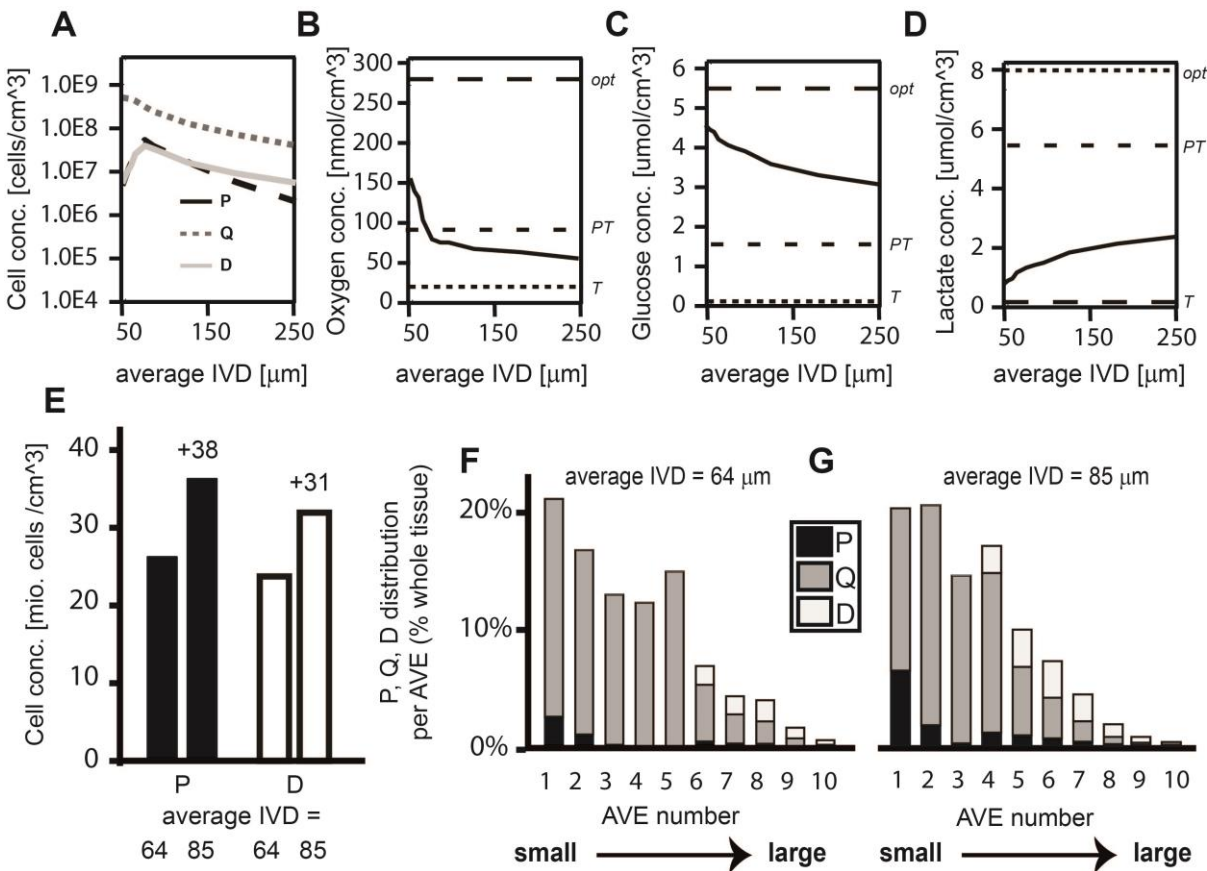 A
Cell conc. [cells/cm^3]
1.0E9
1.0E8
1.0E7
1.0E6
1.0E5
1.0E4
P
Q
D
50 150 250
average IVD [μm]
B
Oxygen conc. [nmol/cm^3]
300
250
200
150
100
50
0
opt
PT
T
50 150 250
average IVD [μm]
C
Glucose conc. [umol/cm^3]
6
5
4
3
2
1
0
opt
PT
T
50 150 250
average IVD [μm]
D
Lactate conc. [umol/cm^3]
8
6
4
2
0
opt
PT
T
50 150 250
average IVD [μm]
E
Cell conc. [mio. cells /cm^3]
40
30
20
10
0
+38
+31
P D
average IVD =
64 85 64 85
F
average IVD = 64 μm
P, Q, D distribution
per AVE (% whole tissue)
20%
10%
0%
1 2 3 4 5 6 7 8 9 10
AVE number
small large
P
Q
D
G
average IVD = 85 μm
1 2 3 4 5 6 7 8 9 10
AVE number
small large